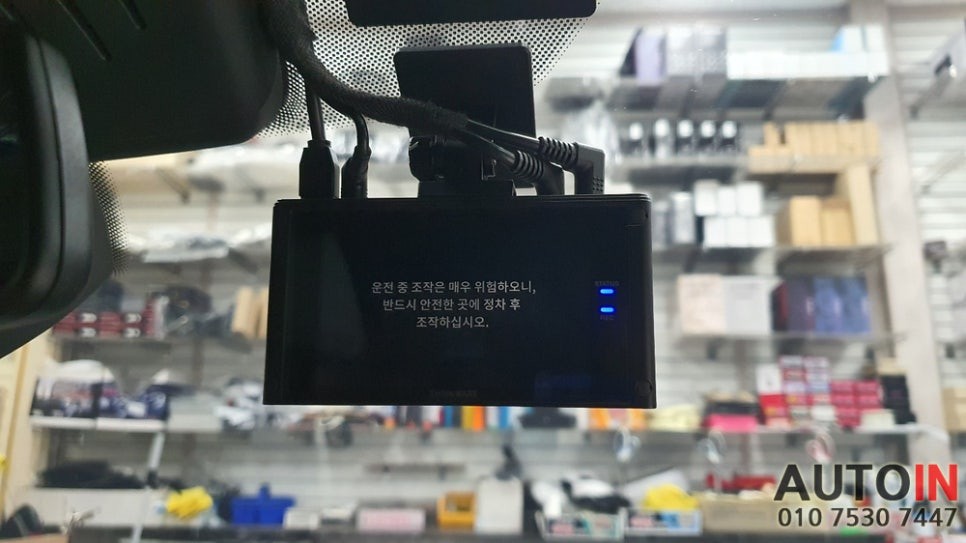 운전 중 조작은 매우 위험하오니,
반드시 안전한 곳에 정차 후
조작하십시오.
STATUS
AUTOIN
010 7530 7447